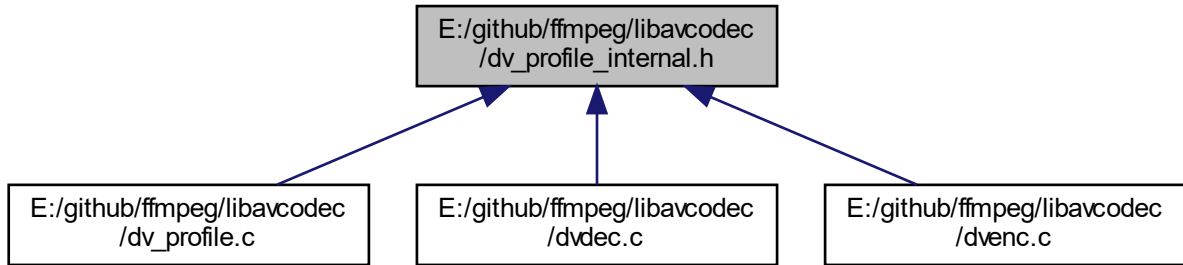 E:/github/ffmpeg/libavcodec
/dv_profile_internal.h
E:/github/ffmpeg/libavcodec
/dv_profile.c
E:/github/ffmpeg/libavcodec
/dvdec.c
E:/github/ffmpeg/libavcodec
/dvenc.c